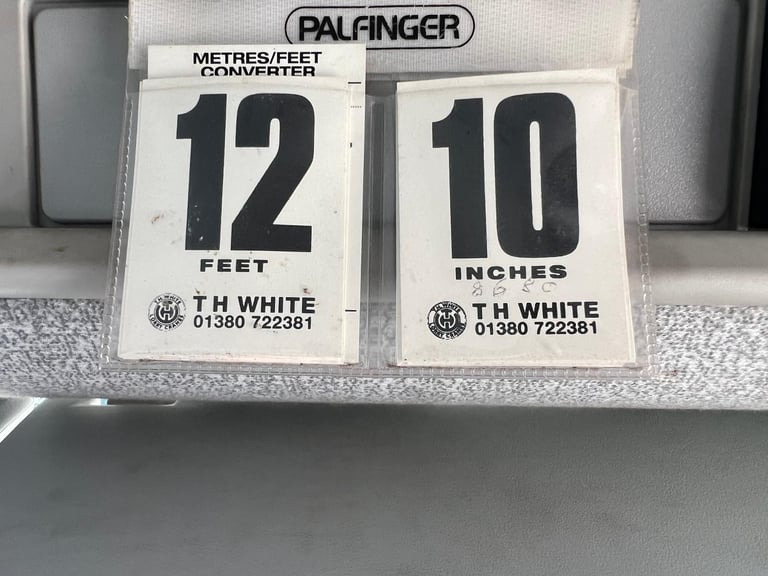 PALFINGER
METRES/FEET
CONVERTER
12
FEET
T H WHITE
01380 722381
10
INCHES
T H WHITE
01380 722381